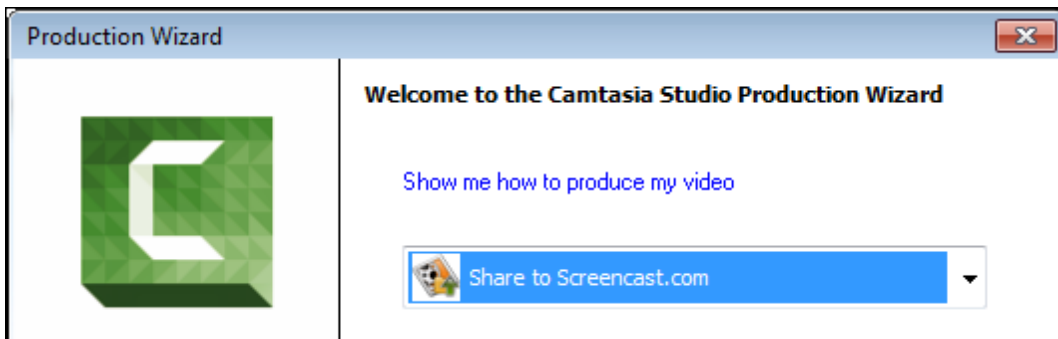 Production Wizard
Welcome to the Camtasia Studio Production Wizard
Show me how to produce my video
Share to Screencast.com